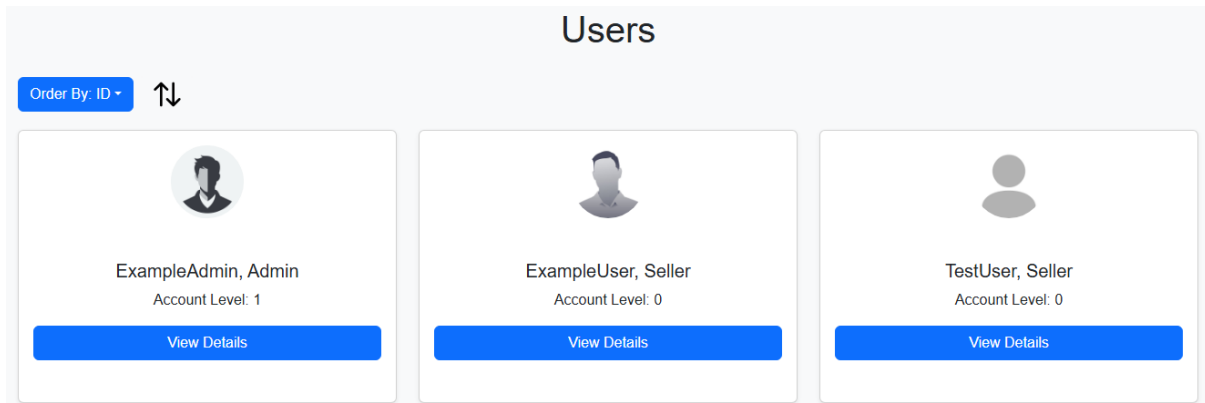 Users
Order By: ID
ExampleAdmin, Admin
Account Level: 1
View Details
ExampleUser, Seller
Account Level: 0
View Details
TestUser, Seller
Account Level: 0
View Details